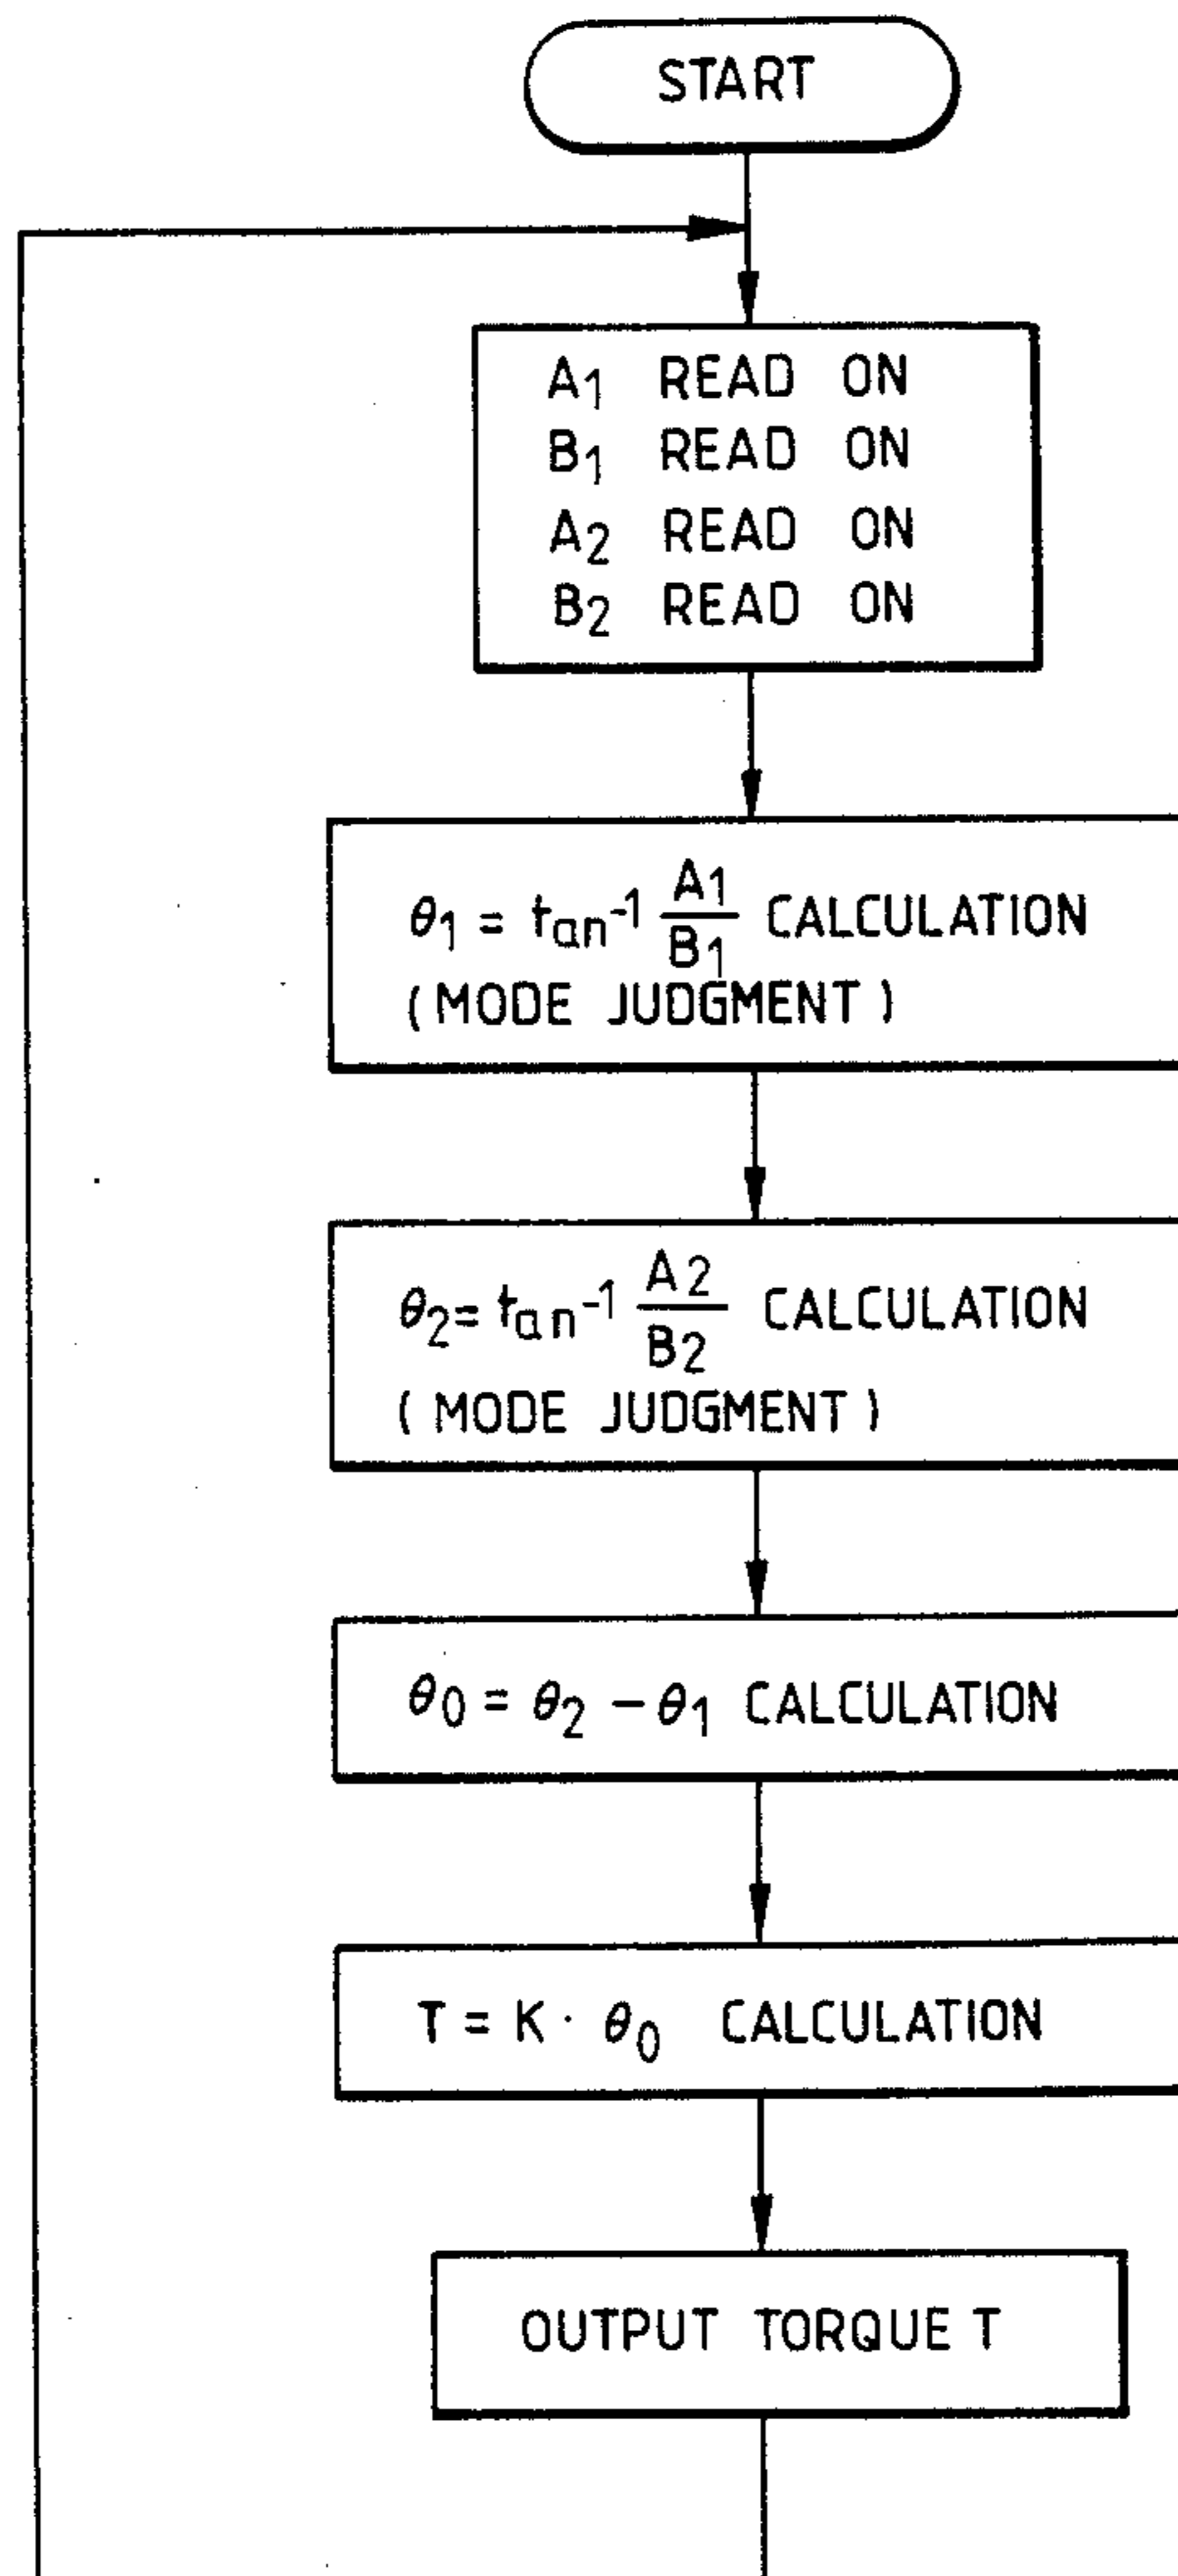 START
A1 READ ON
B1 READ ON
A2 READ ON
B2 READ ON
θ1 = tan-1 A1/B1 CALCULATION
(MODE JUDGMENT)
θ2= tan-1 A2/B2 CALCULATION
(MODE JUDGMENT)
θ0 = θ2 - θ1 CALCULATION
T = K · θ0 CALCULATION
OUTPUT TORQUE T